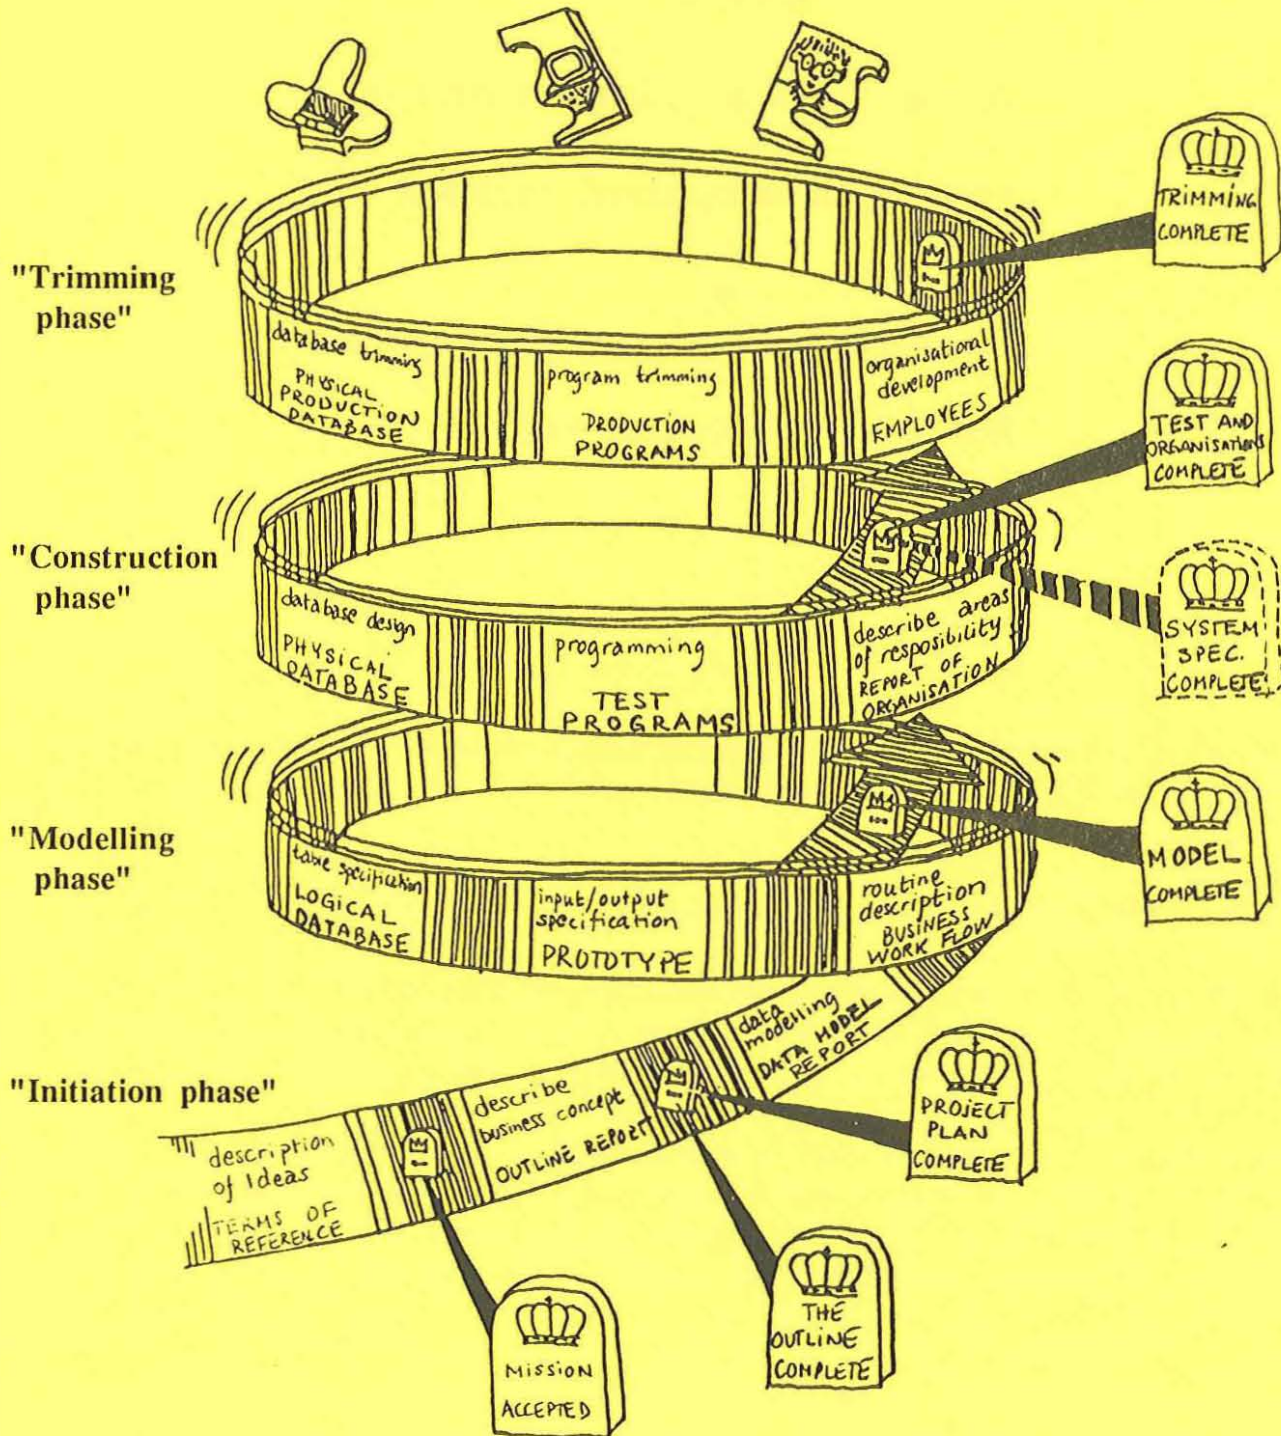 TRIMMING
COMPLETE
"Trimming
phase"
database trimming
PHYSICAL
PRODUCTION
DATABASE
program trimming
PRODUCTION
PROGRAMS
organisational
development
EMPLOYEES
TEST AND
ORGANISATIONS
COMPLETE
"Construction
phase"
database design
PHYSICAL
DATABASE
programming
TEST
PROGRAMS
describe areas
of resposibility
REPORT OF
ORGANISATION
SYSTEM
SPEC.
COMPLETE
"Modelling
phase"
table specification
LOGICAL
DATABASE
input/output
specification
PROTOTYPE
routine
description
BUSINESS
WORK FLOW
MODEL
COMPLETE
"Initiation phase"
description
of Ideas
TERMS OF
REFERENCE
describe
business concept
OUTLINE REPORT
data
modelling
DATA MODEL
REPORT
PROJECT
PLAN
COMPLETE
THE
OUTLINE
COMPLETE
MISSION
ACCEPTED